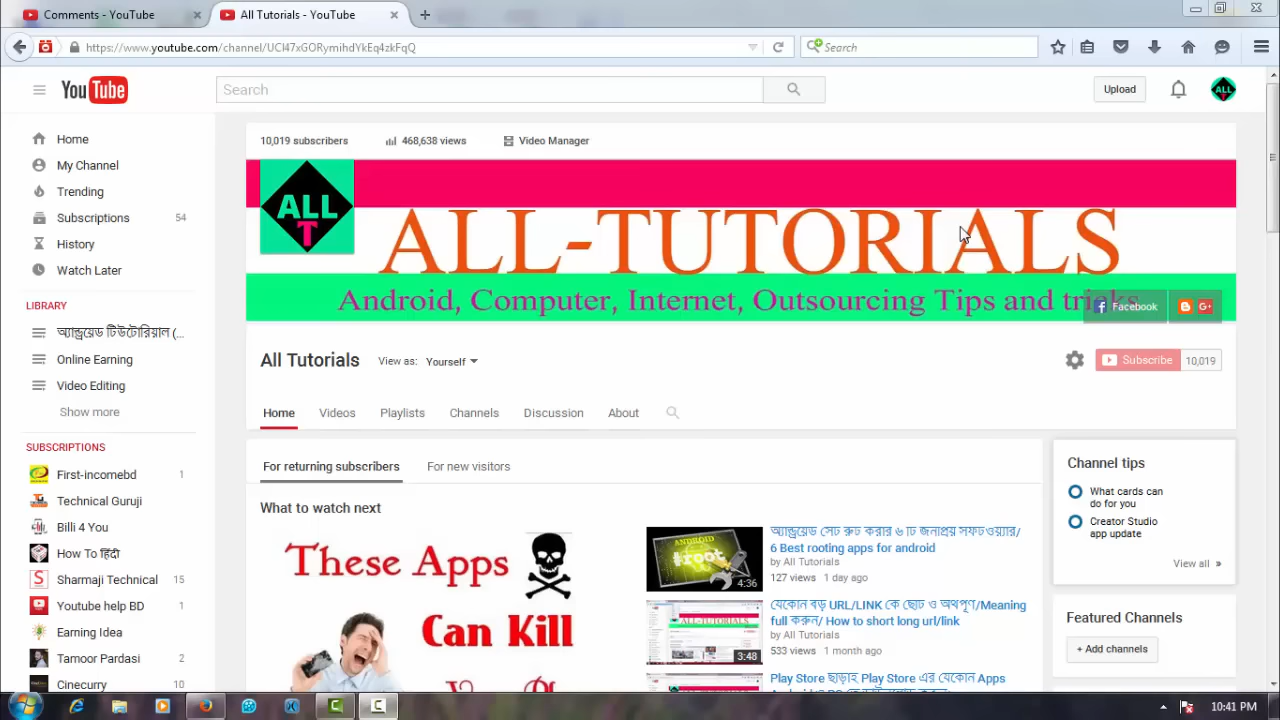 Comments - YouTube
All Tutorials - YouTube
https://www.youtube.com/channel/UCI47xGORymihdYkEq4zkFqQ
Search
YouTube
Search
Upload
ALL
Home
My Channel
Trending
Subscriptions 54
History
Watch Later
LIBRARY
অ্যান্ড্রয়েড টিউটোরিয়াল (...
Online Earning
Video Editing
Show more
SUBSCRIPTIONS
First-incomebd 1
Technical Guruji
Billi 4 You
How To हिंदी
Sharmaji Technical 15
Youtube help BD 1
Earning Idea
Tamoor Pardasi 2
Cinecurry 10
10,019 subscribers 468,638 views Video Manager
ALL
T
ALL-TUTORIALS
Android, Computer, Internet, Outsourcing Tips and tricks
Facebook
All Tutorials View as: Yourself
Subscribe 10,019
Home Videos Playlists Channels Discussion About
For returning subscribers For new visitors
What to watch next
These Apps
Can Kill
অ্যান্ড্রয়েড সেট রুট করার ৬ টি জনপ্রিয় সফটওয়্যার/
6 Best rooting apps for android
by All Tutorials
127 views 1 day ago
ANDROID
#root
4:36
যেকোন বড় URL/LINK কে ছোট ও অর্থপূর্ণ/Meaning
full করুন/ How to short long url/link
by All Tutorials
533 views 1 month ago
3:48
Play Store ছাড়াই Play Store এর যেকোন Apps
Channel tips
What cards can
do for you
Creator Studio
app update
View all »
Featured Channels
+ Add channels
10:41 PM